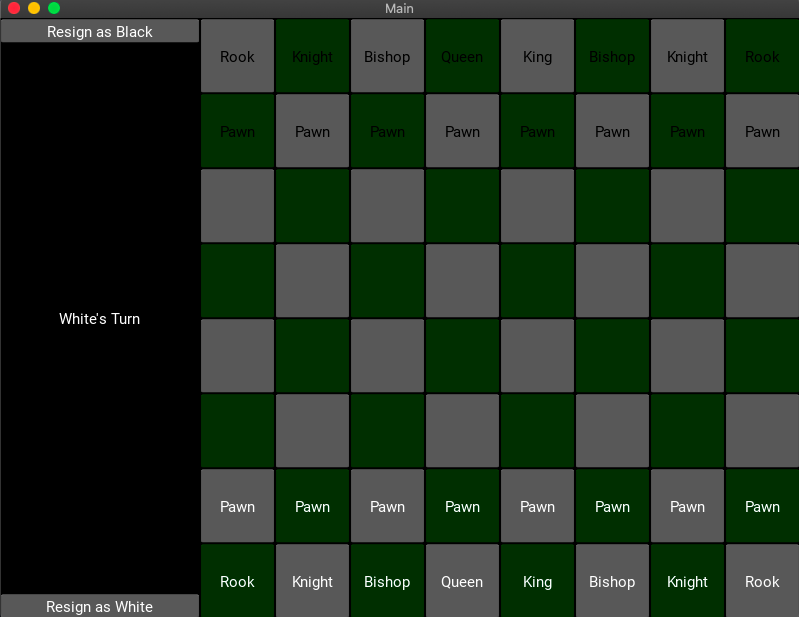 Main
Resign as Black
Rook Knight Bishop Queen King Bishop Knight Rook
Pawn Pawn Pawn Pawn Pawn Pawn Pawn Pawn
White's Turn
Pawn Pawn Pawn Pawn Pawn Pawn Pawn Pawn
Rook Knight Bishop Queen King Bishop Knight Rook
Resign as White